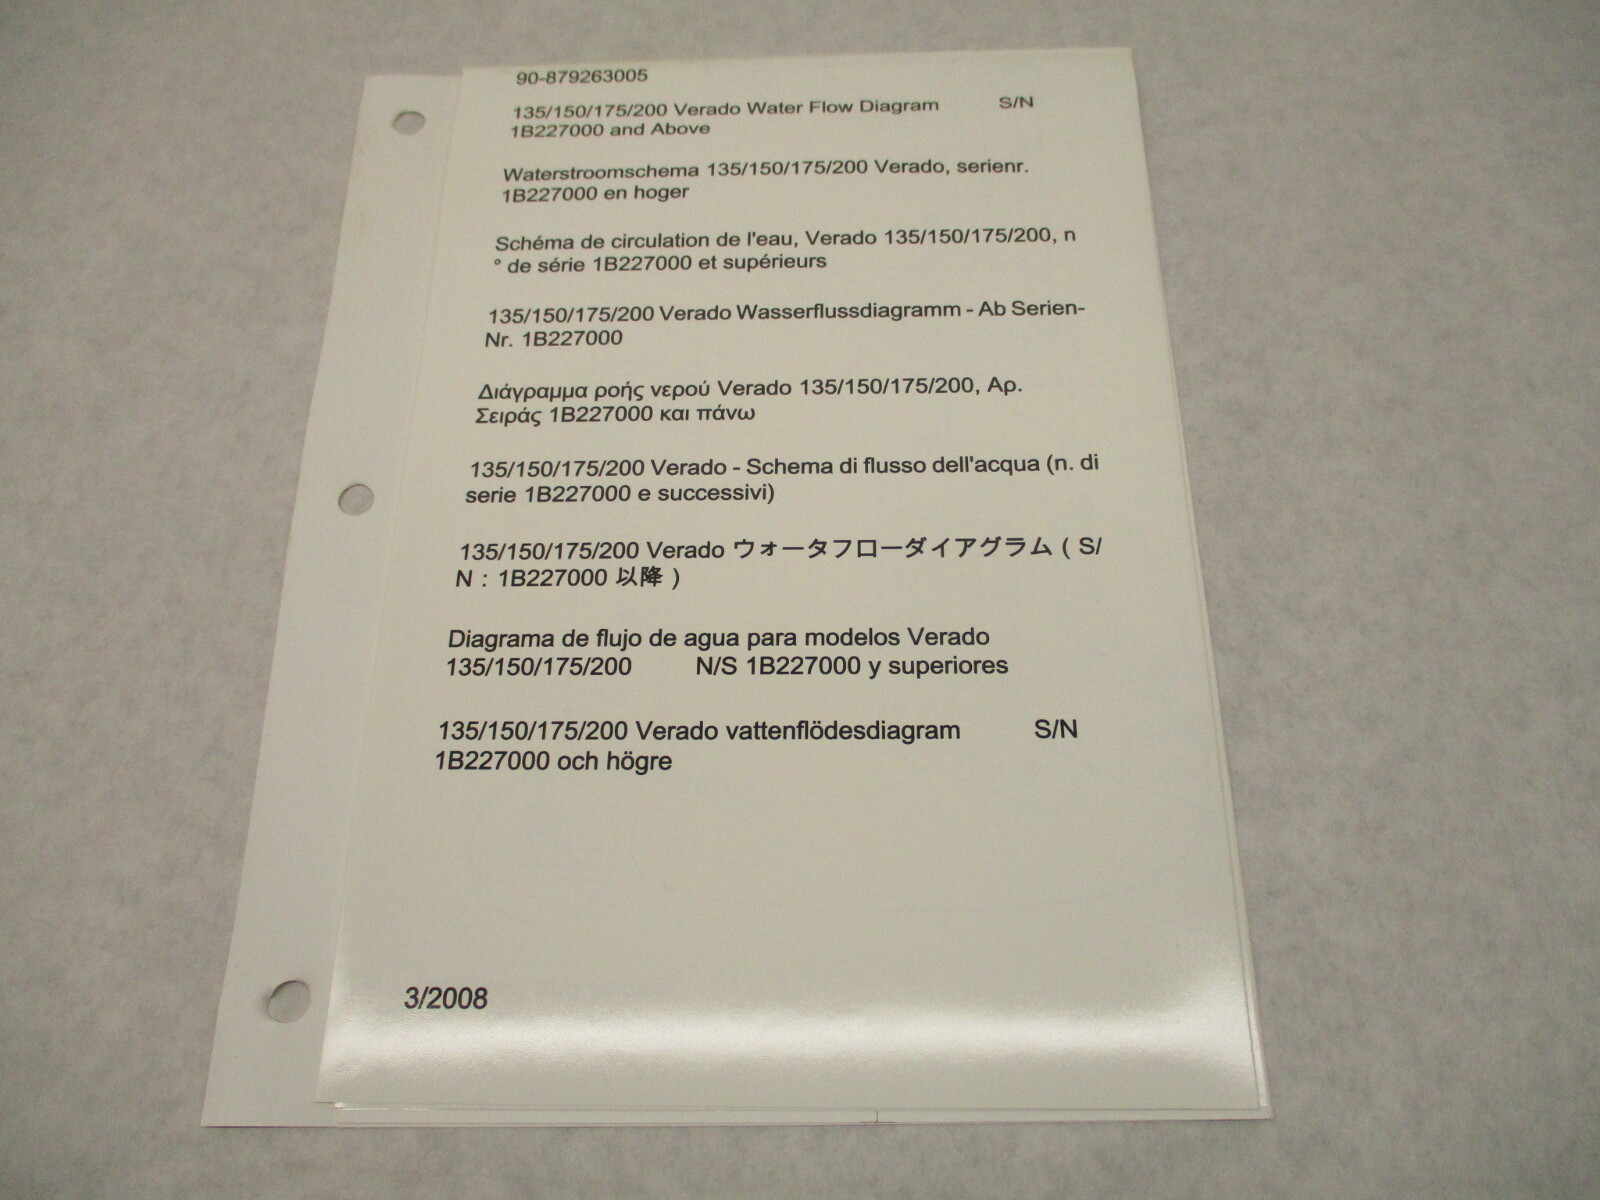 90-879263005
135/150/175/200 Verado Water Flow Diagram S/N
1B227000 and Above
Waterstroomschema 135/150/175/200 Verado, serienr.
1B227000 en hoger
Schéma de circulation de l'eau, Verado 135/150/175/200, n
° de série 1B227000 et supérieurs
135/150/175/200 Verado Wasserflussdiagramm - Ab Serien-
Nr. 1B227000
Διάγραμμα ροής νερού Verado 135/150/175/200, Αρ.
Σειράς 1B227000 και πάνω
135/150/175/200 Verado - Schema di flusso dell'acqua (n. di
serie 1B227000 e successivi)
135/150/175/200 Verado ウォータフローダイアグラム ( S/
N : 1B227000 以降 )
Diagrama de flujo de agua para modelos Verado
135/150/175/200 N/S 1B227000 y superiores
135/150/175/200 Verado vattenflödesdiagram S/N
1B227000 och högre
3/2008